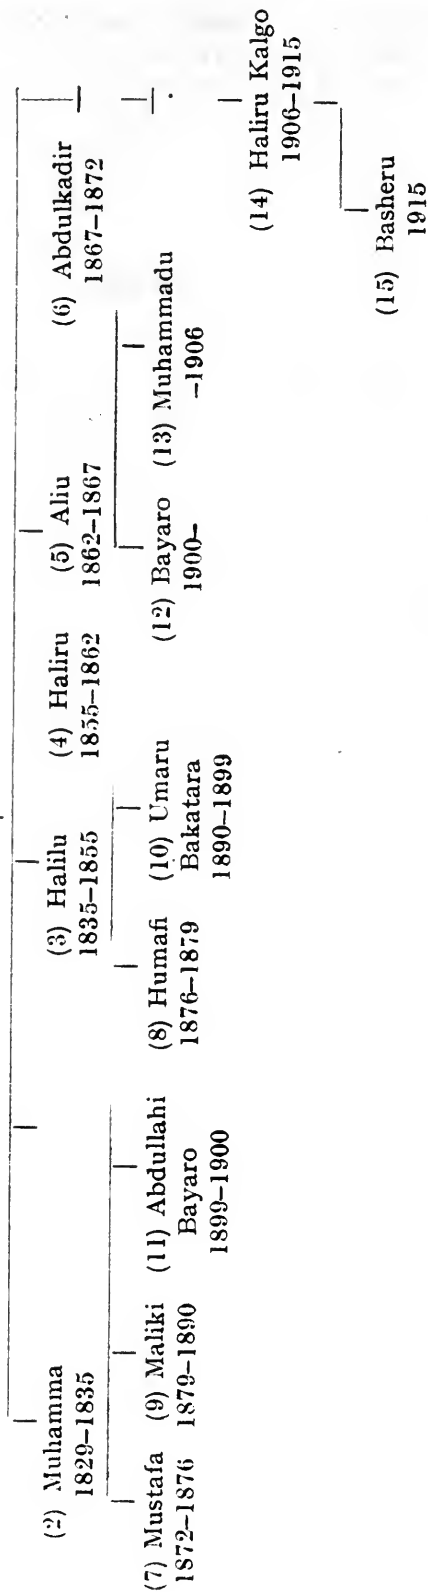 (2) Muhamma
1829–1835
(3) Halilu
1835–1855
(4) Haliru
1855–1862
(5) Aliu
1862–1867
(6) Abdulkadir
1867–1872
(7) Mustafa
1872–1876
(9) Maliki
1879–1890
(11) Abdullahi
Bayaro
1899–1900
(8) Humafi
1876–1879
(10) Umaru
Bakatara
1890–1899
(12) Bayaro
1900–
(13) Muhammadu
–1906
(14) Haliru Kalgo
1906–1915
(15) Basheru
1915